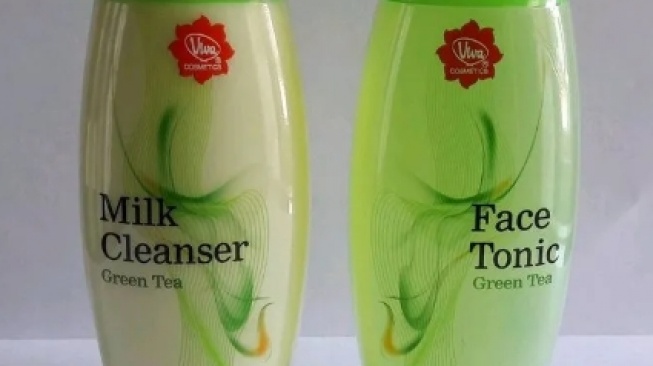 Viva®
COSMETICS
Milk
Cleanser
Green Tea
Viva®
COSMETICS
Face
Tonic
Green Tea